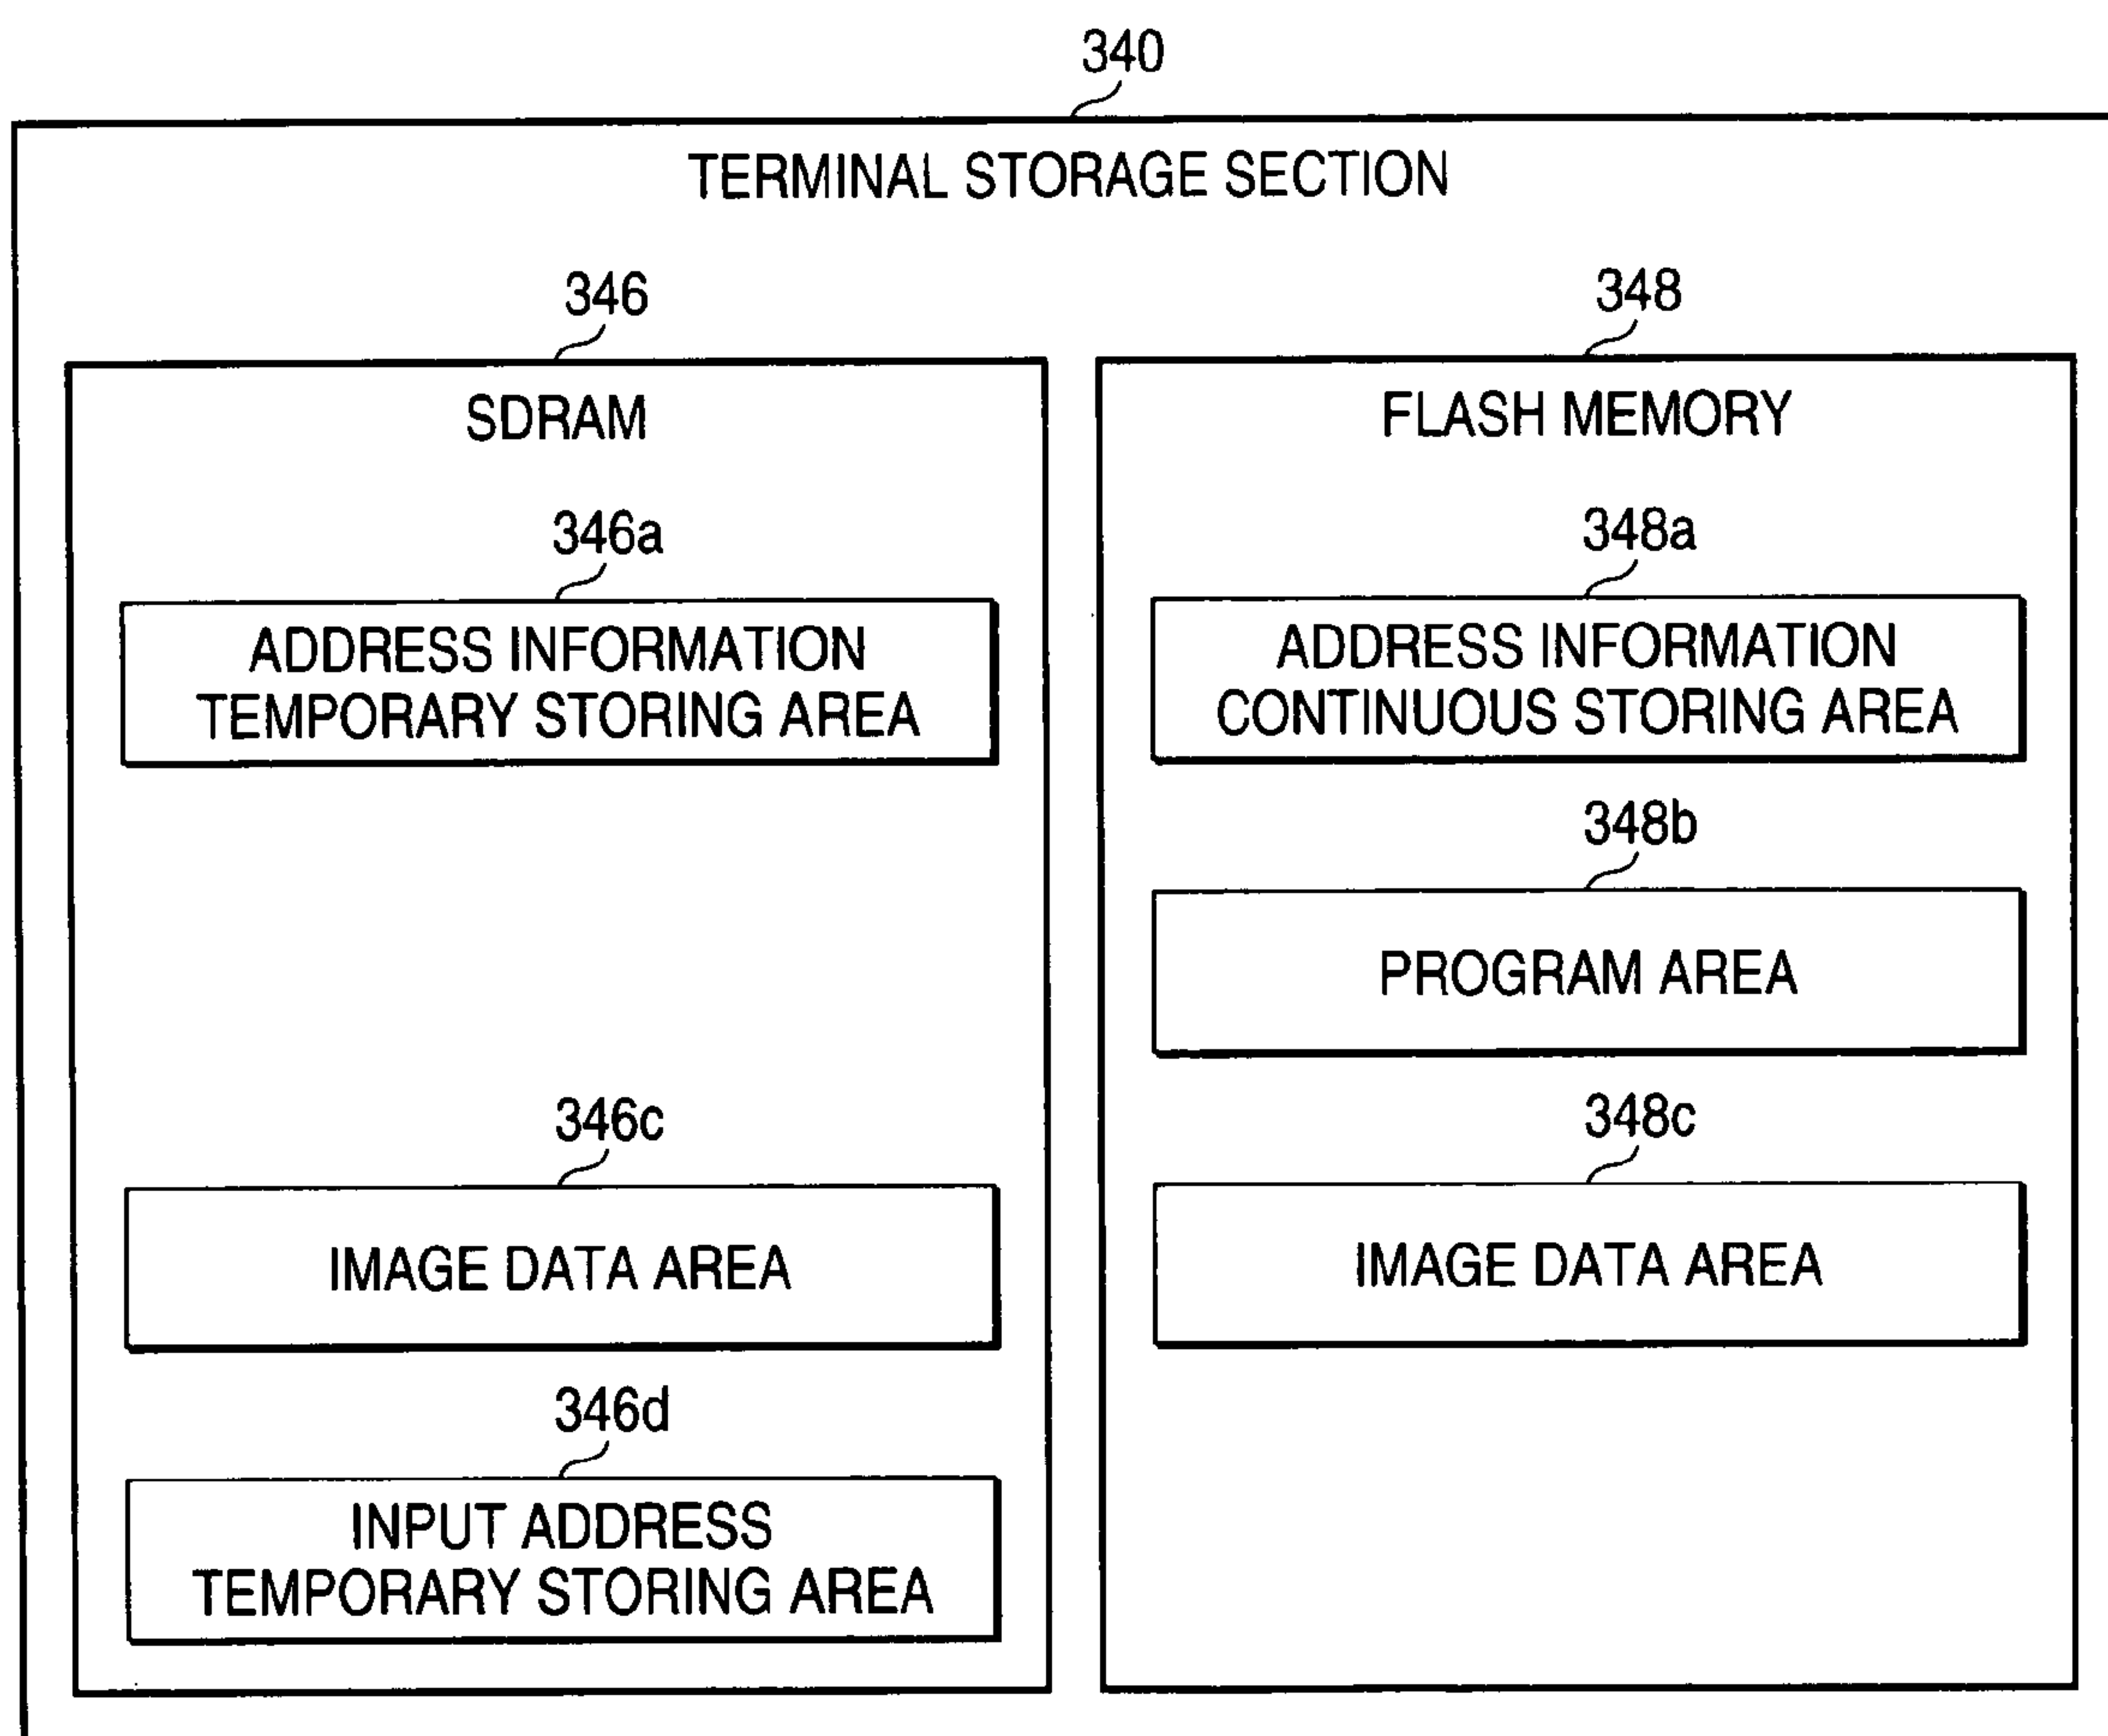 340
TERMINAL STORAGE SECTION
346
SDRAM
346a
ADDRESS INFORMATION
TEMPORARY STORING AREA
346c
IMAGE DATA AREA
346d
INPUT ADDRESS
TEMPORARY STORING AREA
348
FLASH MEMORY
348a
ADDRESS INFORMATION
CONTINUOUS STORING AREA
348b
PROGRAM AREA
348c
IMAGE DATA AREA